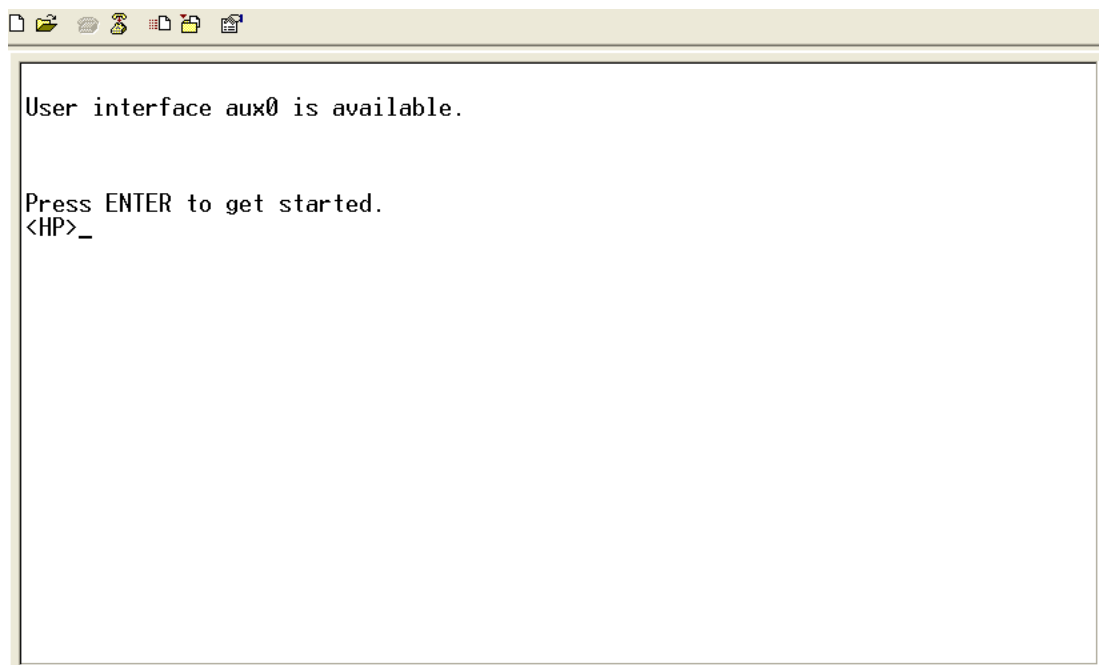 User interface aux0 is available.
Press ENTER to get started.
<HP>_